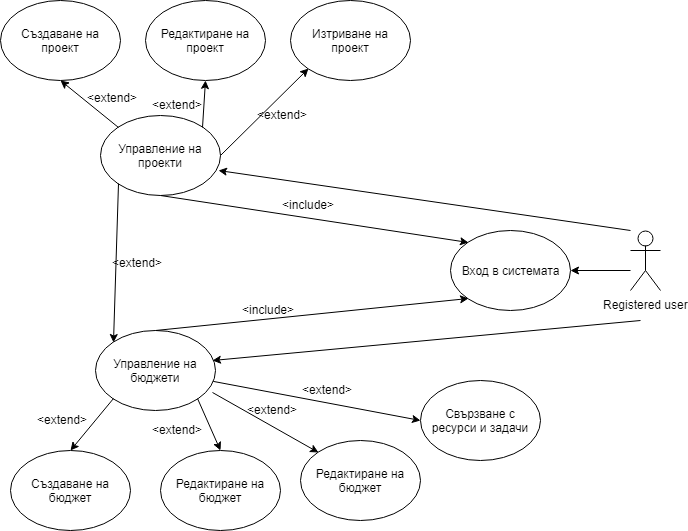 Създаване на
проект
Редактиране на
проект
Изтриване на
проект
<extend>
<extend>
<extend>
Управление на
проекти
<include>
<extend>
Вход в системата
Registered user
<include>
Управление на
бюджети
<extend>
<extend>
<extend>
<extend>
Свързване с
ресурси и задачи
Създаване на
бюджет
Редактиране на
бюджет
Редактиране на
бюджет